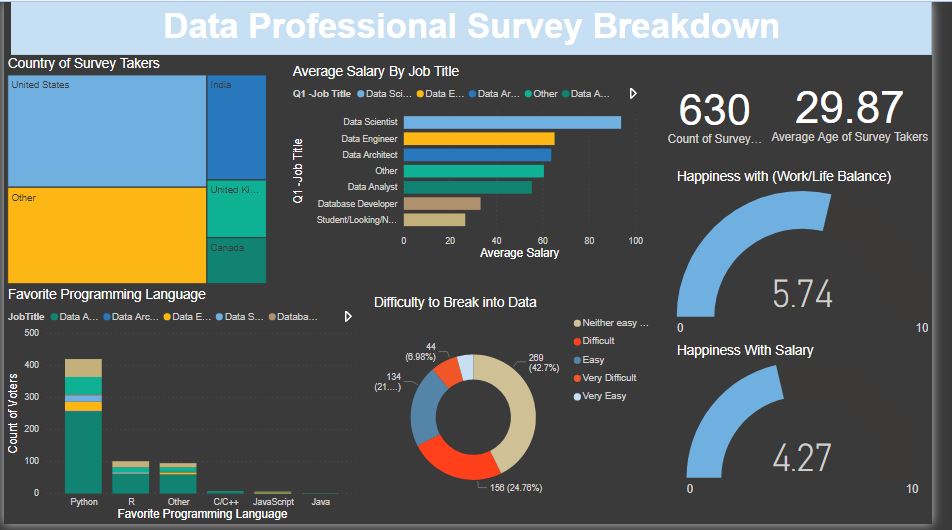 Data Professional Survey Breakdown
Country of Survey Takers
United States
India
Other
United Ki...
Canada
Average Salary By Job Title
Q1 -Job Title Data Sci... Data E... Data Ar... Other Data A...
Q1 -Job Title
Data Scientist
Data Engineer
Data Architect
Other
Data Analyst
Database Developer
Student/Looking/N...
0 20 40 60 80 100
Average Salary
630
Count of Survey...
29.87
Average Age of Survey Takers
Happiness with (Work/Life Balance)
5.74
0 10
Happiness With Salary
4.27
0 10
Favorite Programming Language
JobTitle Data A... Data Arc... Data E... Data S... Databa...
Count of Voters
500
400
300
200
100
0
Python R Other C/C++ JavaScript Java
Favorite Programming Language
Difficulty to Break into Data
44
(6.98%)
134
(21....)
269
(42.7%)
156 (24.76%)
Neither easy ...
Difficult
Easy
Very Difficult
Very Easy